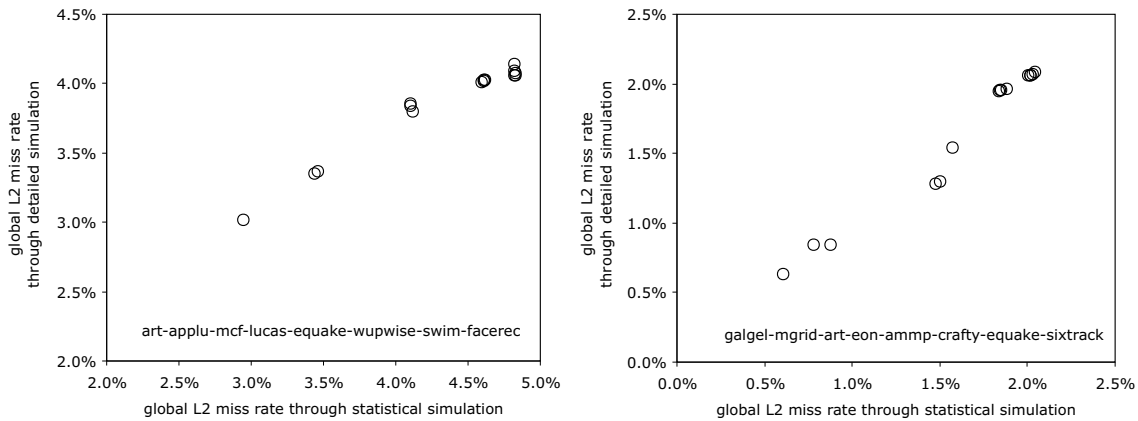 global L2 miss rate
through detailed simulation
4.5%
4.0%
3.5%
3.0%
2.5%
2.0%
art-applu-mcf-lucas-equake-wupwise-swim-facerec
2.0% 2.5% 3.0% 3.5% 4.0% 4.5% 5.0%
global L2 miss rate through statistical simulation
global L2 miss rate
through detailed simulation
2.5%
2.0%
1.5%
1.0%
0.5%
0.0%
galgel-mgrid-art-eon-ammp-crafty-equake-sixtrack
0.0% 0.5% 1.0% 1.5% 2.0% 2.5%
global L2 miss rate through statistical simulation